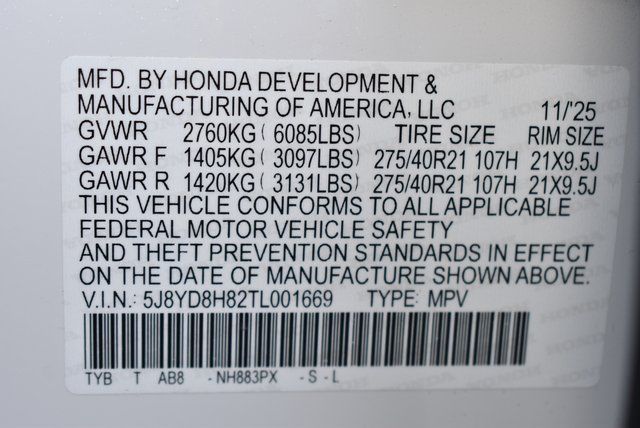 MFD. BY HONDA DEVELOPMENT &
MANUFACTURING OF AMERICA, LLC 11/'25
GVWR 2760KG ( 6085LBS) TIRE SIZE RIM SIZE
GAWR F 1405KG ( 3097LBS) 275/40R21 107H 21X9.5J
GAWR R 1420KG ( 3131LBS) 275/40R21 107H 21X9.5J
THIS VEHICLE CONFORMS TO ALL APPLICABLE
FEDERAL MOTOR VEHICLE SAFETY
AND THEFT PREVENTION STANDARDS IN EFFECT
ON THE DATE OF MANUFACTURE SHOWN ABOVE.
V.I.N.: 5J8YD8H82TL001669 TYPE: MPV
TYB T AB8 -NH883PX -S-L